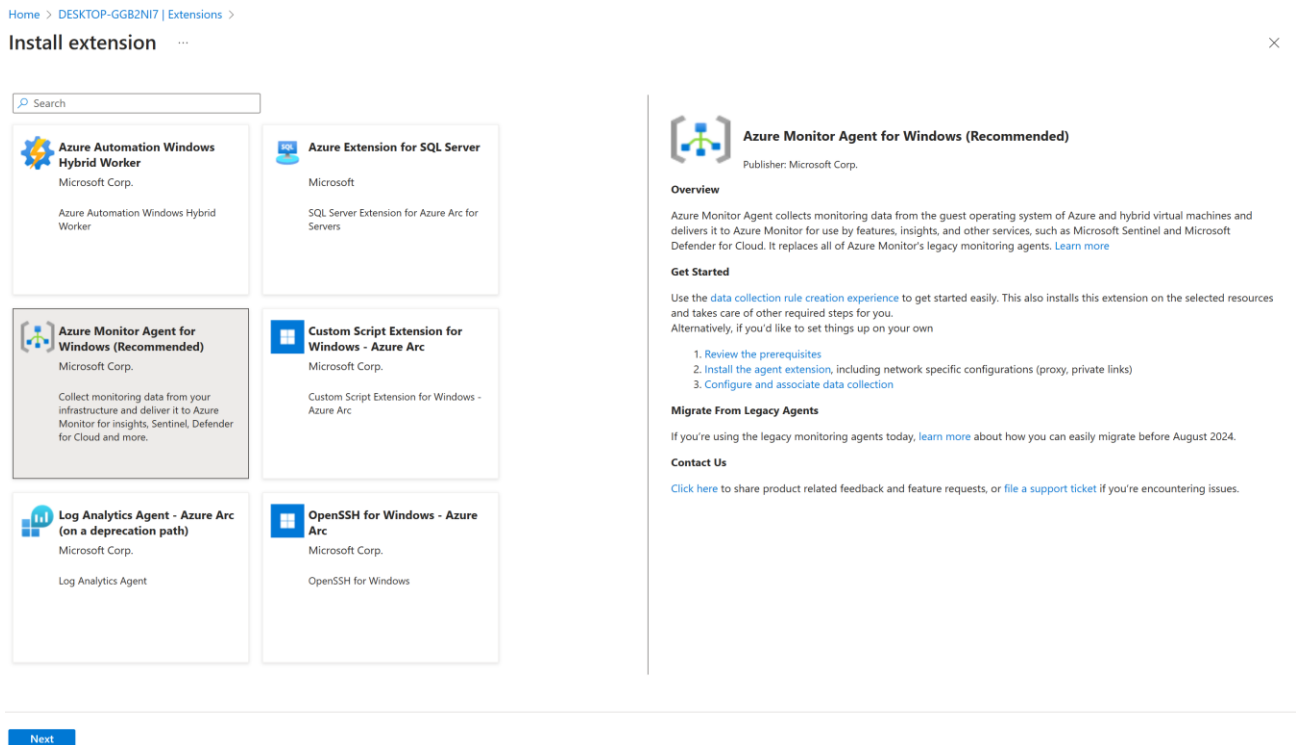 Home > DESKTOP-GGB2NI7 | Extensions >
Install extension ...
Search
Azure Automation Windows
Hybrid Worker
Microsoft Corp.
Azure Automation Windows Hybrid
Worker
Azure Extension for SQL Server
Microsoft
SQL Server Extension for Azure Arc for
Servers
Azure Monitor Agent for
Windows (Recommended)
Microsoft Corp.
Collect monitoring data from your
infrastructure and deliver it to Azure
Monitor for insights, Sentinel, Defender
for Cloud and more.
Custom Script Extension for
Windows - Azure Arc
Microsoft Corp.
Custom Script Extension for Windows -
Azure Arc
Log Analytics Agent - Azure Arc
(on a deprecation path)
Microsoft Corp.
Log Analytics Agent
OpenSSH for Windows - Azure
Arc
Microsoft Corp.
OpenSSH for Windows
Azure Monitor Agent for Windows (Recommended)
Publisher: Microsoft Corp.
Overview
Azure Monitor Agent collects monitoring data from the guest operating system of Azure and hybrid virtual machines and
delivers it to Azure Monitor for use by features, insights, and other services, such as Microsoft Sentinel and Microsoft
Defender for Cloud. It replaces all of Azure Monitor's legacy monitoring agents. Learn more
Get Started
Use the data collection rule creation experience to get started easily. This also installs this extension on the selected resources
and takes care of other required steps for you.
Alternatively, if you'd like to set things up on your own
1. Review the prerequisites
2. Install the agent extension, including network specific configurations (proxy, private links)
3. Configure and associate data collection
Migrate From Legacy Agents
If you're using the legacy monitoring agents today, learn more about how you can easily migrate before August 2024.
Contact Us
Click here to share product related feedback and feature requests, or file a support ticket if you're encountering issues.
Next